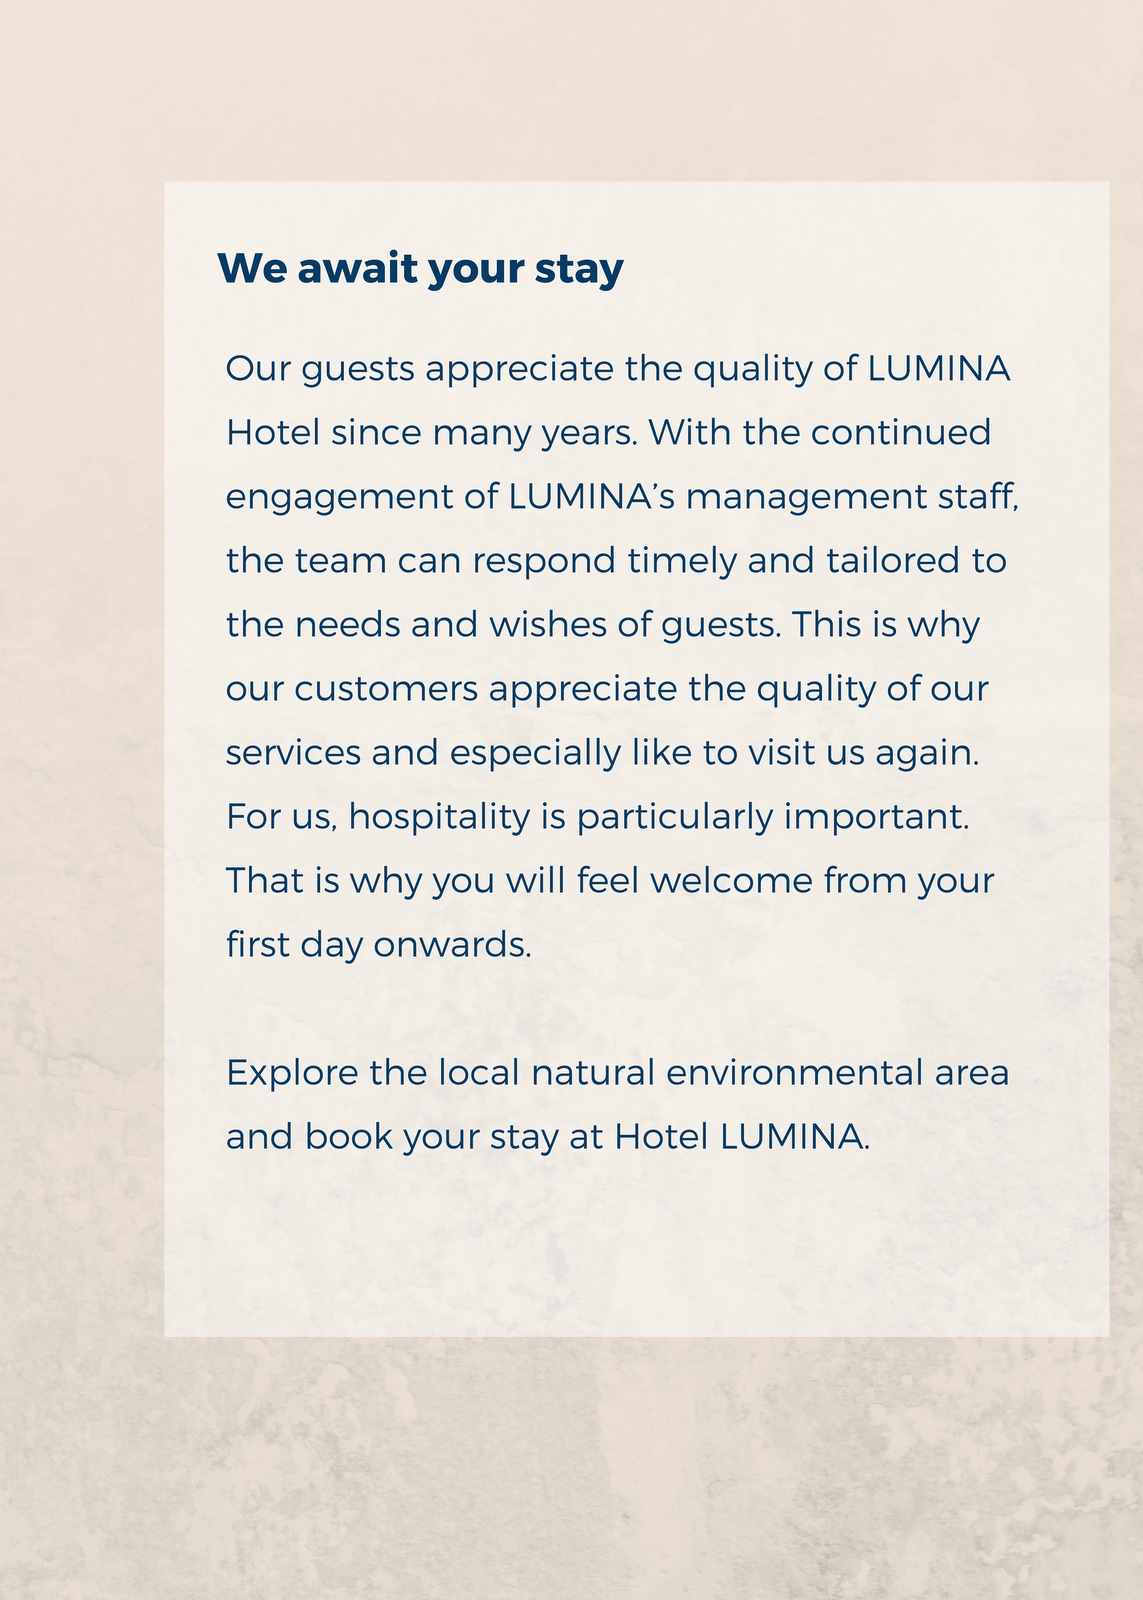 We await your stay
Our guests appreciate the quality of LUMINA
Hotel since many years. With the continued
engagement of LUMINA’s management staff,
the team can respond timely and tailored to
the needs and wishes of guests. This is why
our customers appreciate the quality of our
services and especially like to visit us again.
For us, hospitality is particularly important.
That is why you will feel welcome from your
first day onwards.
Explore the local natural environmental area
and book your stay at Hotel LUMINA.